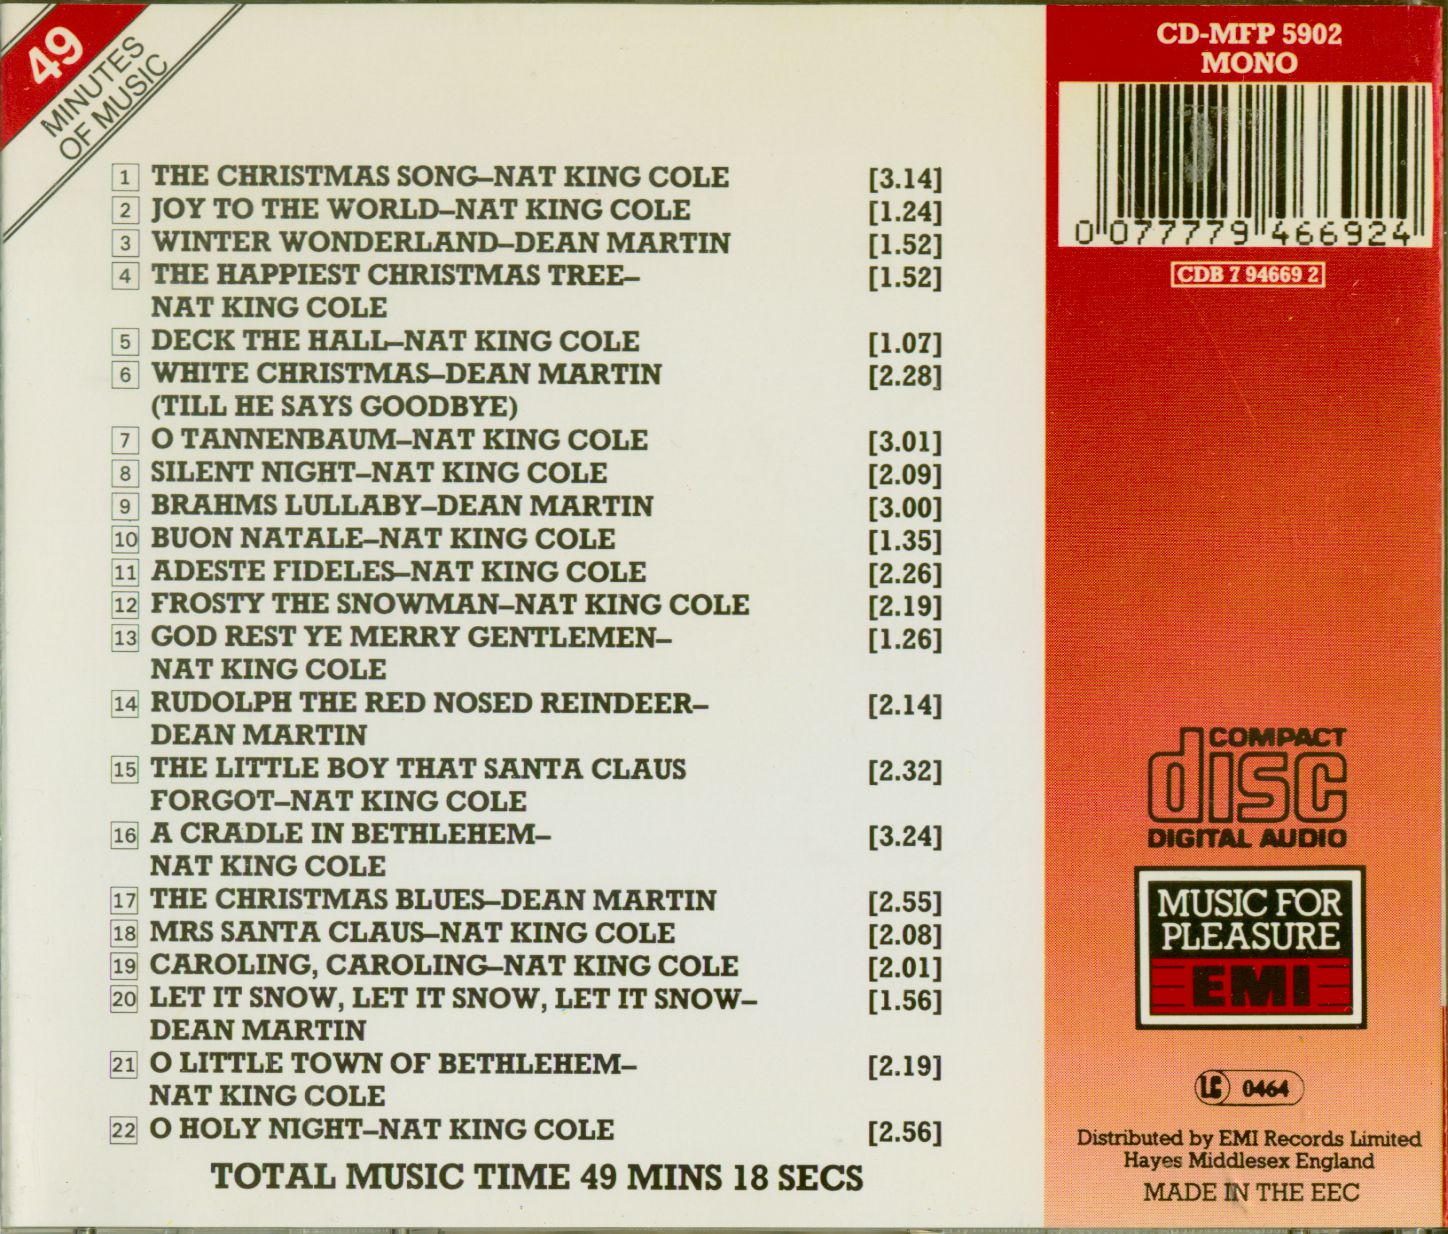 49
MINUTES
OF MUSIC
1 THE CHRISTMAS SONG–NAT KING COLE [3.14]
2 JOY TO THE WORLD–NAT KING COLE [1.24]
3 WINTER WONDERLAND–DEAN MARTIN [1.52]
4 THE HAPPIEST CHRISTMAS TREE– [1.52]
NAT KING COLE
5 DECK THE HALL–NAT KING COLE [1.07]
6 WHITE CHRISTMAS–DEAN MARTIN [2.28]
(TILL HE SAYS GOODBYE)
7 O TANNENBAUM–NAT KING COLE [3.01]
8 SILENT NIGHT–NAT KING COLE [2.09]
9 BRAHMS LULLABY–DEAN MARTIN [3.00]
10 BUON NATALE–NAT KING COLE [1.35]
11 ADESTE FIDELES–NAT KING COLE [2.26]
12 FROSTY THE SNOWMAN–NAT KING COLE [2.19]
13 GOD REST YE MERRY GENTLEMEN– [1.26]
NAT KING COLE
14 RUDOLPH THE RED NOSED REINDEER– [2.14]
DEAN MARTIN
15 THE LITTLE BOY THAT SANTA CLAUS [2.32]
FORGOT–NAT KING COLE
16 A CRADLE IN BETHLEHEM– [3.24]
NAT KING COLE
17 THE CHRISTMAS BLUES–DEAN MARTIN [2.55]
18 MRS SANTA CLAUS–NAT KING COLE [2.08]
19 CAROLING, CAROLING–NAT KING COLE [2.01]
20 LET IT SNOW, LET IT SNOW, LET IT SNOW– [1.56]
DEAN MARTIN
21 O LITTLE TOWN OF BETHLEHEM– [2.19]
NAT KING COLE
22 O HOLY NIGHT–NAT KING COLE [2.56]
TOTAL MUSIC TIME 49 MINS 18 SECS
CD-MFP 5902
MONO
0 077779 466924
CDB 7 94669 2
COMPACT
disc
DIGITAL AUDIO
MUSIC FOR
PLEASURE
EMI
LC 0464
Distributed by EMI Records Limited
Hayes Middlesex England
MADE IN THE EEC